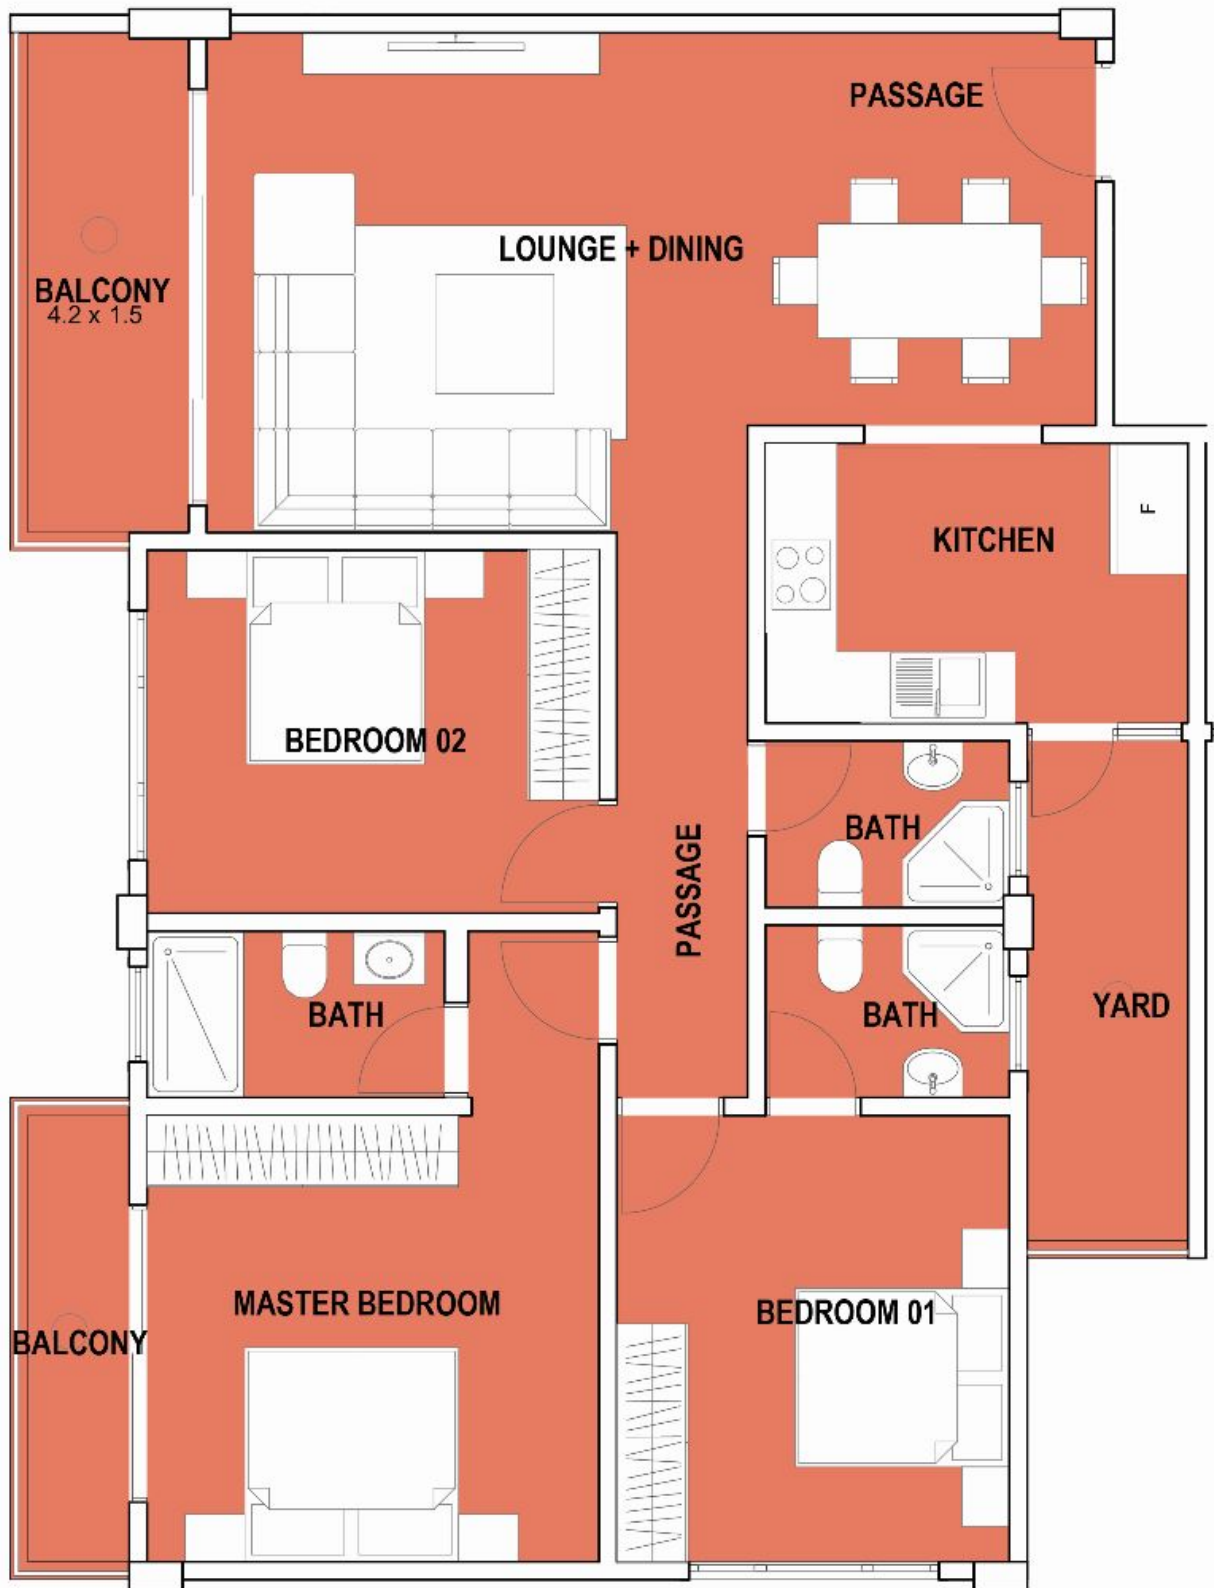 PASSAGE
LOUNGE + DINING
BALCONY
4.2 x 1.5
KITCHEN
F
BEDROOM 02
BATH
PASSAGE
BATH
BATH
YARD
MASTER BEDROOM
BEDROOM 01
BALCONY